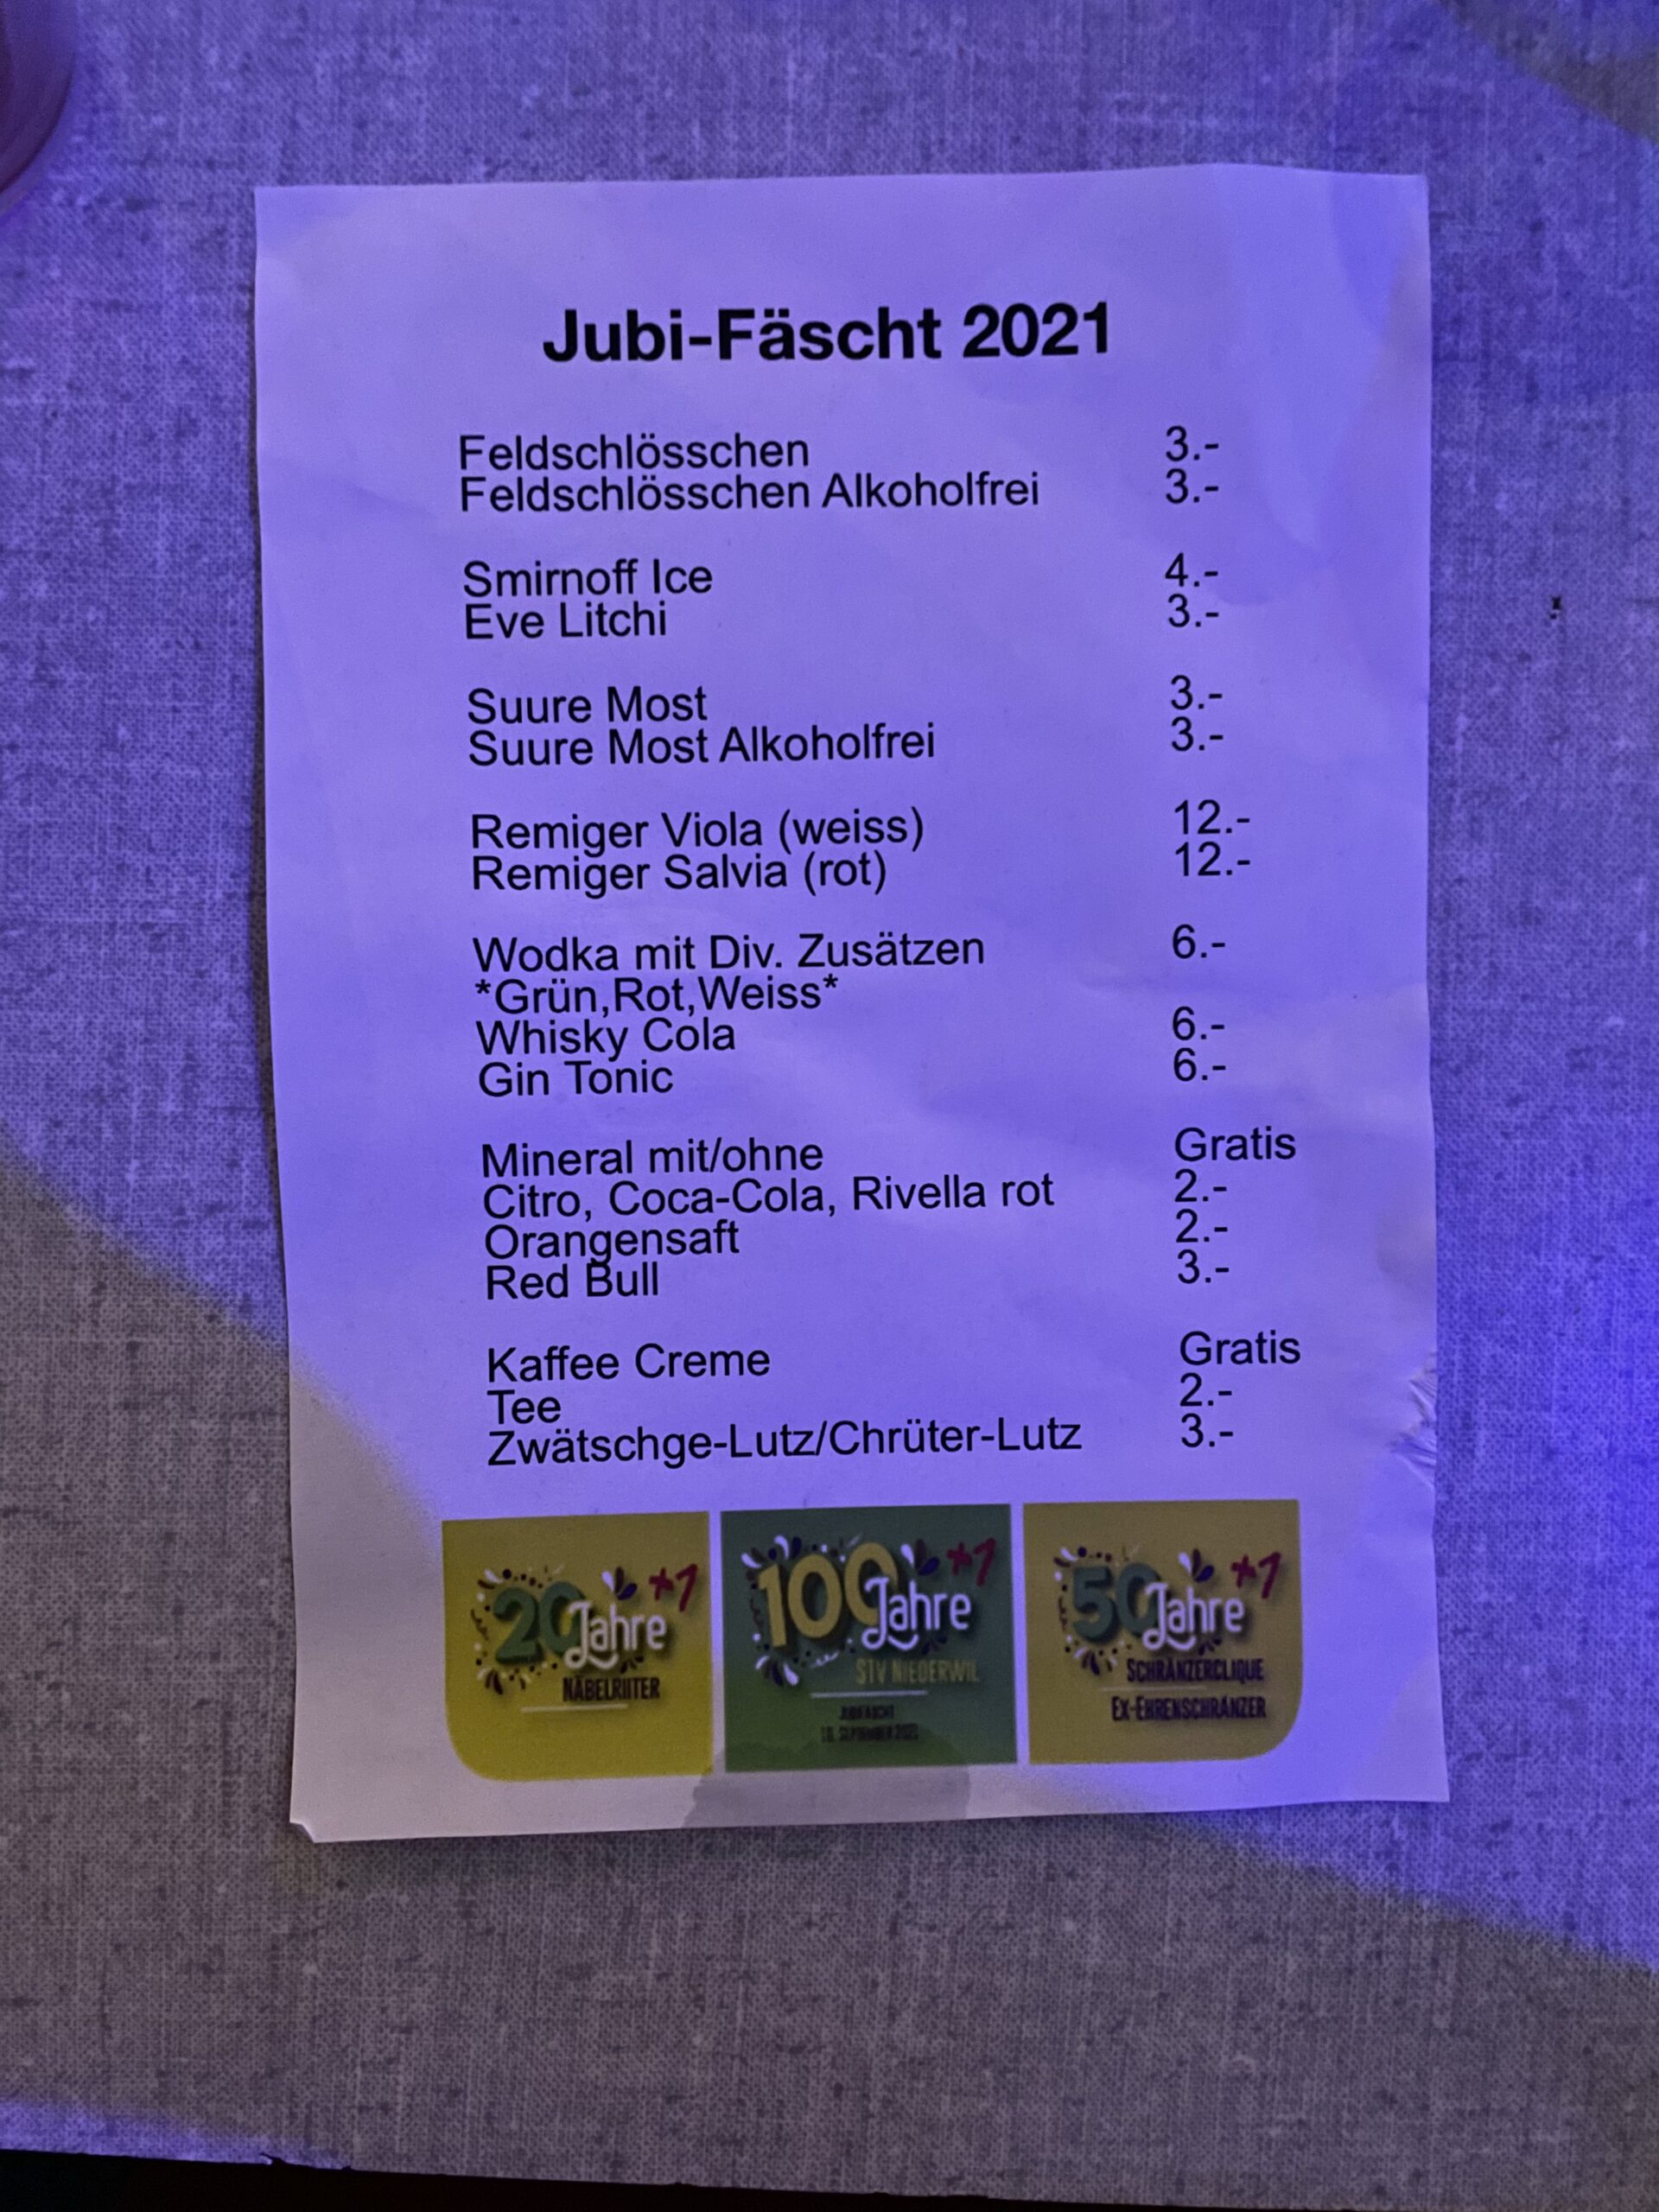 Jubi-Fäscht 2021
Feldschlösschen 3.-
Feldschlösschen Alkoholfrei 3.-
Smirnoff Ice 4.-
Eve Litchi 3.-
Suure Most 3.-
Suure Most Alkoholfrei 3.-
Remiger Viola (weiss) 12.-
Remiger Salvia (rot) 12.-
Wodka mit Div. Zusätzen 6.-
*Grün,Rot,Weiss*
Whisky Cola 6.-
Gin Tonic 6.-
Mineral mit/ohne Gratis
Citro, Coca-Cola, Rivella rot 2.-
Orangensaft 2.-
Red Bull 3.-
Kaffee Creme Gratis
Tee 2.-
Zwätschge-Lutz/Chrüter-Lutz 3.-
20 Jahre +1
NÄBELRIITER
100 Jahre +1
STV NIEDERWIL
JUBIFÄSCHT
SEPTEMBER 2021
50 Jahre +1
SCHRÄNZERCLIQUE
EX-EHRENSCHRÄNZER